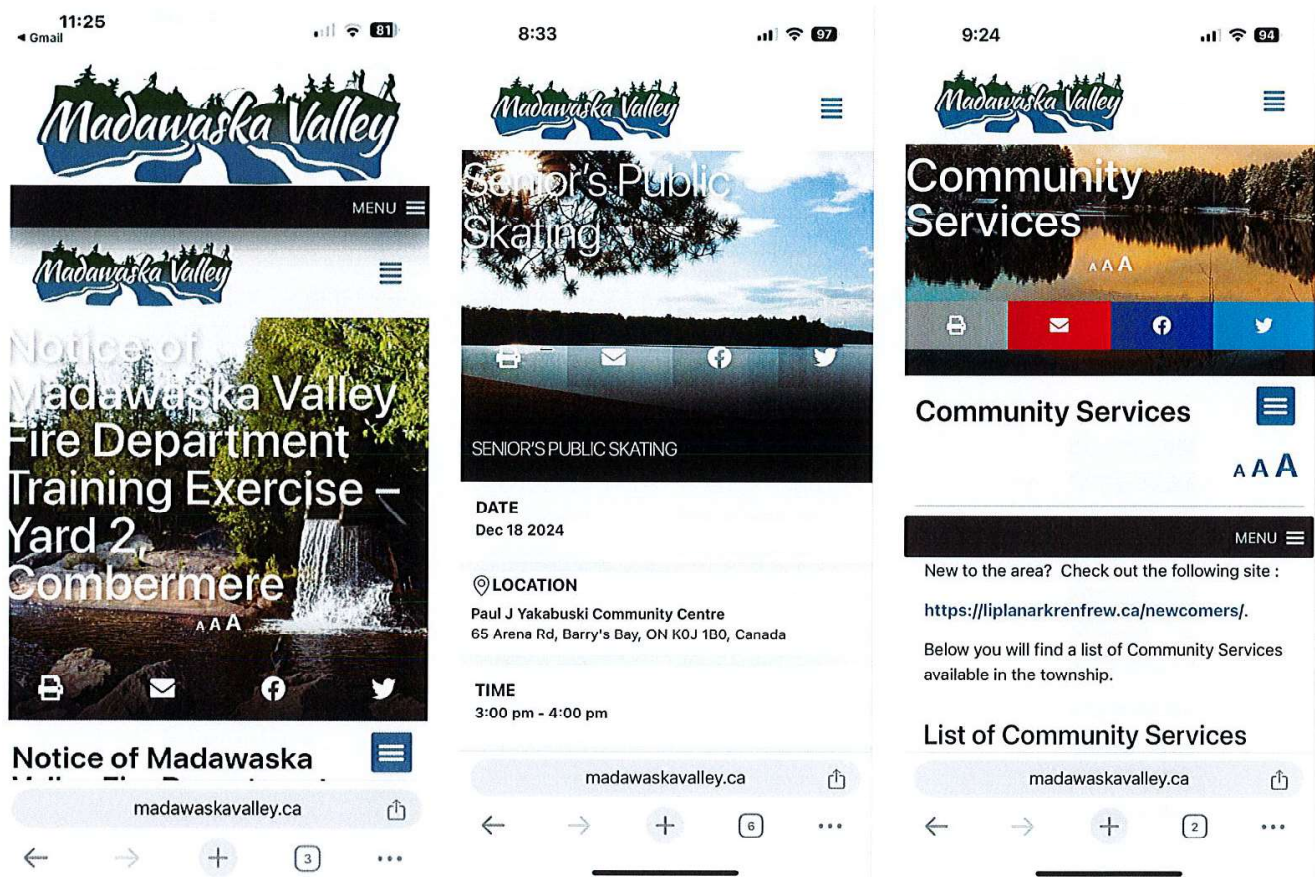 11:25
Gmail
81
Madawaska Valley
MENU
Madawaska Valley
Notice of
Madawaska Valley
Fire Department
Training Exercise –
Yard 2,
Combermere
A A A
Notice of Madawaska
Valley Fire Department
madawaskavalley.ca
3
8:33
97
Madawaska Valley
Senior's Public
Skating
SENIOR'S PUBLIC SKATING
DATE
Dec 18 2024
LOCATION
Paul J Yakabuski Community Centre
65 Arena Rd, Barry's Bay, ON K0J 1B0, Canada
TIME
3:00 pm - 4:00 pm
madawaskavalley.ca
6
9:24
94
Madawaska Valley
Community
Services
A A A
Community Services
A A A
MENU
New to the area? Check out the following site :
https://liplanarkrenfrew.ca/newcomers/.
Below you will find a list of Community Services
available in the township.
List of Community Services
madawaskavalley.ca
2